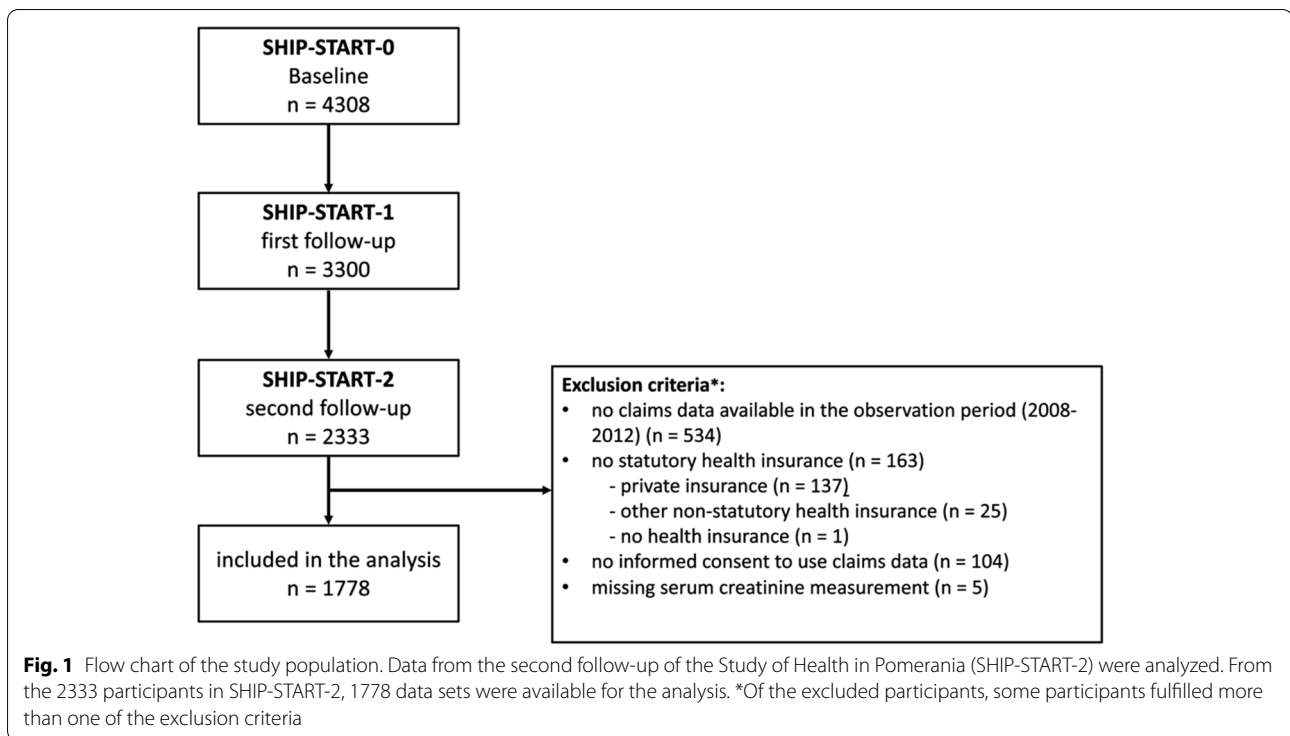 SHIP-START-0
Baseline
n = 4308
SHIP-START-1
first follow-up
n = 3300
SHIP-START-2
second follow-up
n = 2333
Exclusion criteria*:
• no claims data available in the observation period (2008-
2012) (n = 534)
• no statutory health insurance (n = 163)
- private insurance (n = 137)
- other non-statutory health insurance (n = 25)
- no health insurance (n = 1)
• no informed consent to use claims data (n = 104)
• missing serum creatinine measurement (n = 5)
included in the analysis
n = 1778
Fig. 1 Flow chart of the study population. Data from the second follow-up of the Study of Health in Pomerania (SHIP-START-2) were analyzed. From
the 2333 participants in SHIP-START-2, 1778 data sets were available for the analysis. *Of the excluded participants, some participants fulfilled more
than one of the exclusion criteria